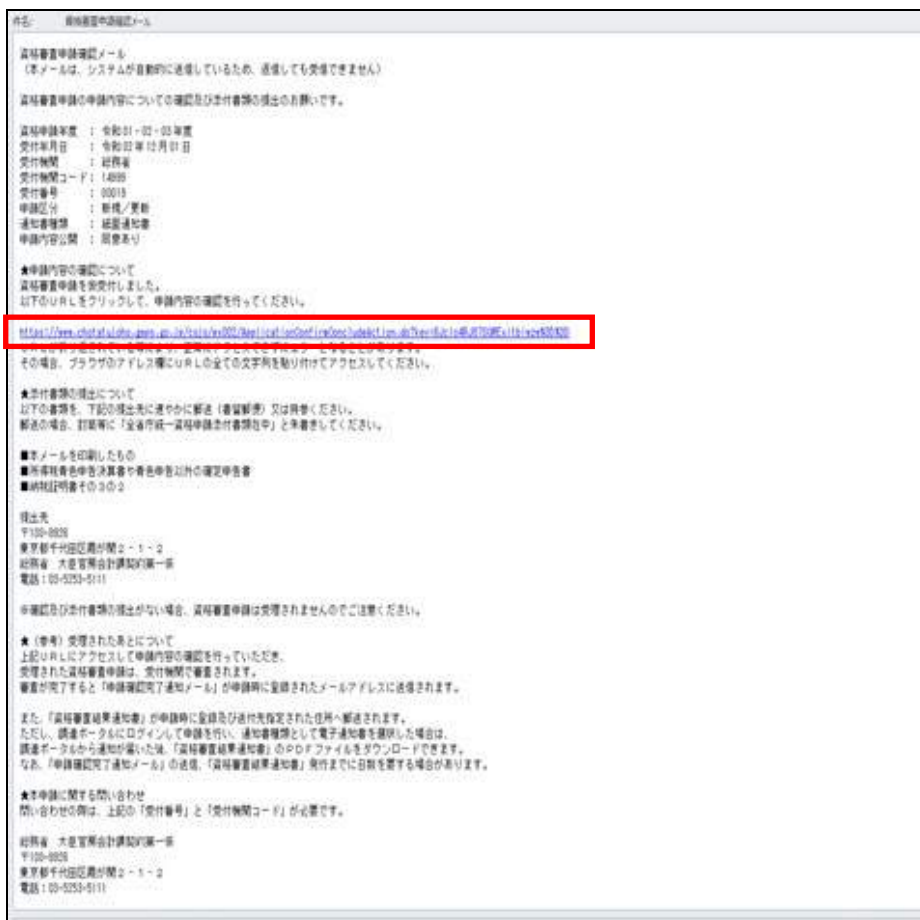 件名: 資格審査申請確認メール
資格審査申請確認メール
(本メールは、システムが自動的に送信しているため、返信しても受信できません)
資格審査申請の申請内容についての確認及び添付書類の提出のお願いです。
資格申請年度 : 令和01-02-03年度
受付年月日 : 令和02年12月01日
受付機関 : 総務省
受付機関コード:
受付番号 :
申請区分 : 新規/更新
通知書種類 : 紙面通知書
申請内容公開 : 同意あり
★申請内容の確認について
資格審査申請を仮受付しました。
以下のURLをクリックして、申請内容の確認を行ってください。
その場合、ブラウザのアドレス欄にURLの全ての文字列を貼り付けてアクセスしてください。
★添付書類の提出について
以下の書類を、下記の提出先に速やかに郵送(書留郵便)又は持参ください。
郵送の場合、封筒等に「全省庁統一資格申請添付書類在中」と朱書きしてください。
■本メールを印刷したもの
■所得税青色申告決算書や青色申告以外の確定申告書
■納税証明書その3の2
提出先
〒100-8926
東京都千代田区霞が関2-1-2
総務省 大臣官房会計課契約第一係
電話:03-5253-5111
※確認及び添付書類の提出がない場合、資格審査申請は受理されませんのでご注意ください。
★(参考)受理されたあとについて
上記URLにアクセスして申請内容の確認を行っていただき、
受理された資格審査申請は、受付機関で審査されます。
審査が完了すると「申請確認完了通知メール」が申請時に登録されたメールアドレスに送信されます。
また、「資格審査結果通知書」が申請時に登録及び送付先指定された住所へ郵送されます。
ただし、調達ポータルにログインして申請を行い、通知書種類として電子通知書を選択した場合は、
調達ポータルから通知が届いた後、「資格審査結果通知書」のPDFファイルをダウンロードできます。
なお、「申請確認完了通知メール」の送信、「資格審査結果通知書」発行までに日数を要する場合があります。
★本申請に関する問い合わせ
問い合わせの際は、上記の「受付番号」と「受付機関コード」が必要です。
総務省 大臣官房会計課契約第一係
〒100-8926
東京都千代田区霞が関2-1-2
電話:03-5253-5111